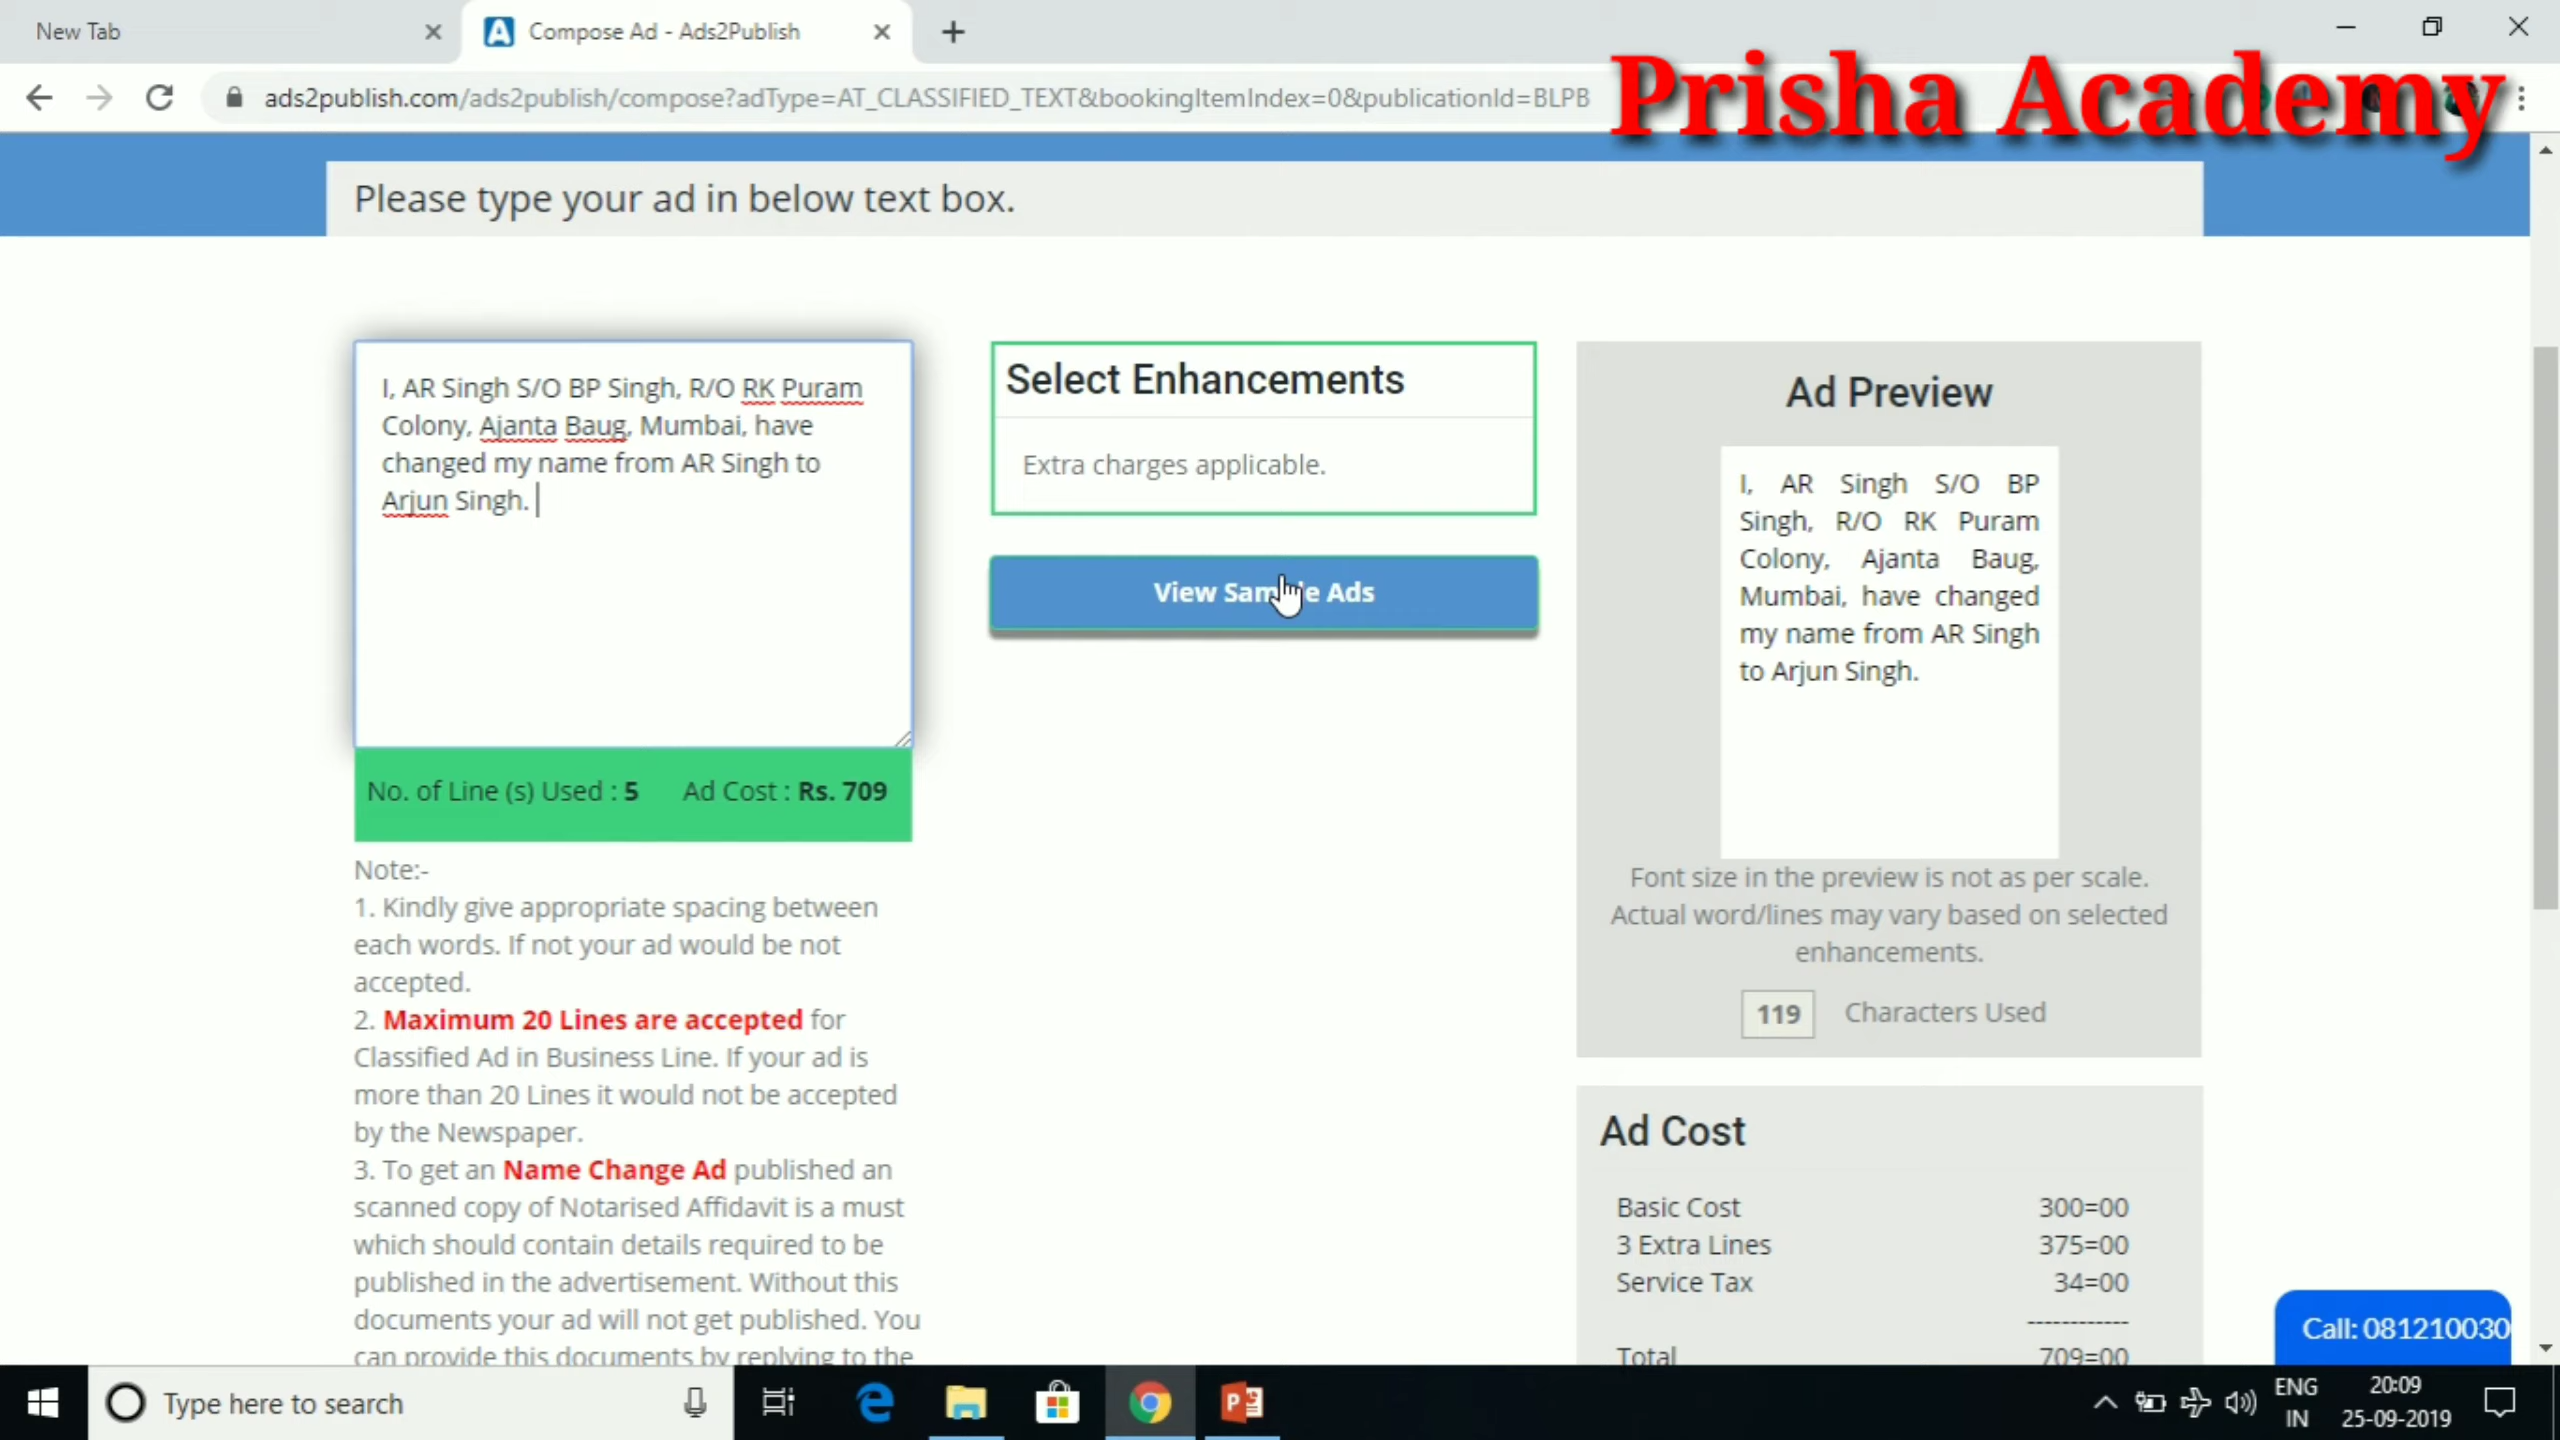 New Tab
Compose Ad - Ads2Publish
ads2publish.com/ads2publish/compose?adType=AT_CLASSIFIED_TEXT&bookingItemIndex=0&publicationId=BLPB
Prisha Academy
Please type your ad in below text box.
I, AR Singh S/O BP Singh, R/O RK Puram
Colony, Ajanta Baug, Mumbai, have
changed my name from AR Singh to
Arjun Singh.
No. of Line (s) Used : 5 Ad Cost : Rs. 709
Note:-
1. Kindly give appropriate spacing between
each words. If not your ad would be not
accepted.
2. Maximum 20 Lines are accepted for
Classified Ad in Business Line. If your ad is
more than 20 Lines it would not be accepted
by the Newspaper.
3. To get an Name Change Ad published an
scanned copy of Notarised Affidavit is a must
which should contain details required to be
published in the advertisement. Without this
documents your ad will not get published. You
can provide this documents by replying to the
Select Enhancements
Extra charges applicable.
View Sample Ads
Ad Preview
I, AR Singh S/O BP
Singh, R/O RK Puram
Colony, Ajanta Baug,
Mumbai, have changed
my name from AR Singh
to Arjun Singh.
Font size in the preview is not as per scale.
Actual word/lines may vary based on selected
enhancements.
119 Characters Used
Ad Cost
Basic Cost 300=00
3 Extra Lines 375=00
Service Tax 34=00
-------------
Total 709=00
Call: 081210030
Type here to search
ENG
IN
20:09
25-09-2019